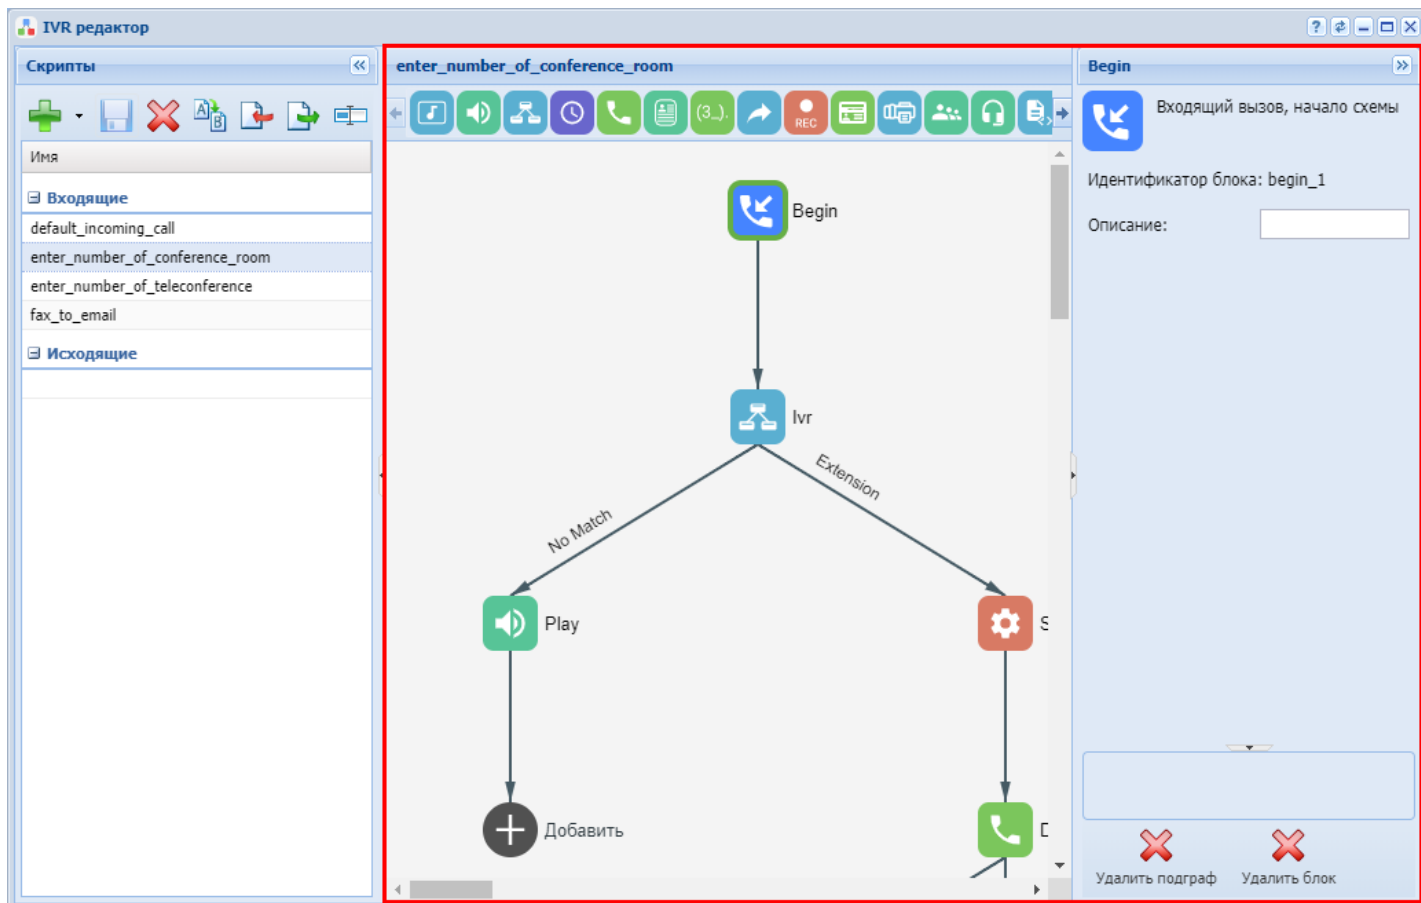 IVR редактор
Скрипты
enter_number_of_conference_room
Begin
(3..).
REC
Входящий вызов, начало схемы
Имя
Идентификатор блока: begin_1
Входящие
default_incoming_call
Begin
Описание:
enter_number_of_conference_room
enter_number_of_teleconference
fax_to_email
Исходящие
Ivr
Extension
No Match
Play
S
Добавить
D
Удалить подграф
Удалить блок